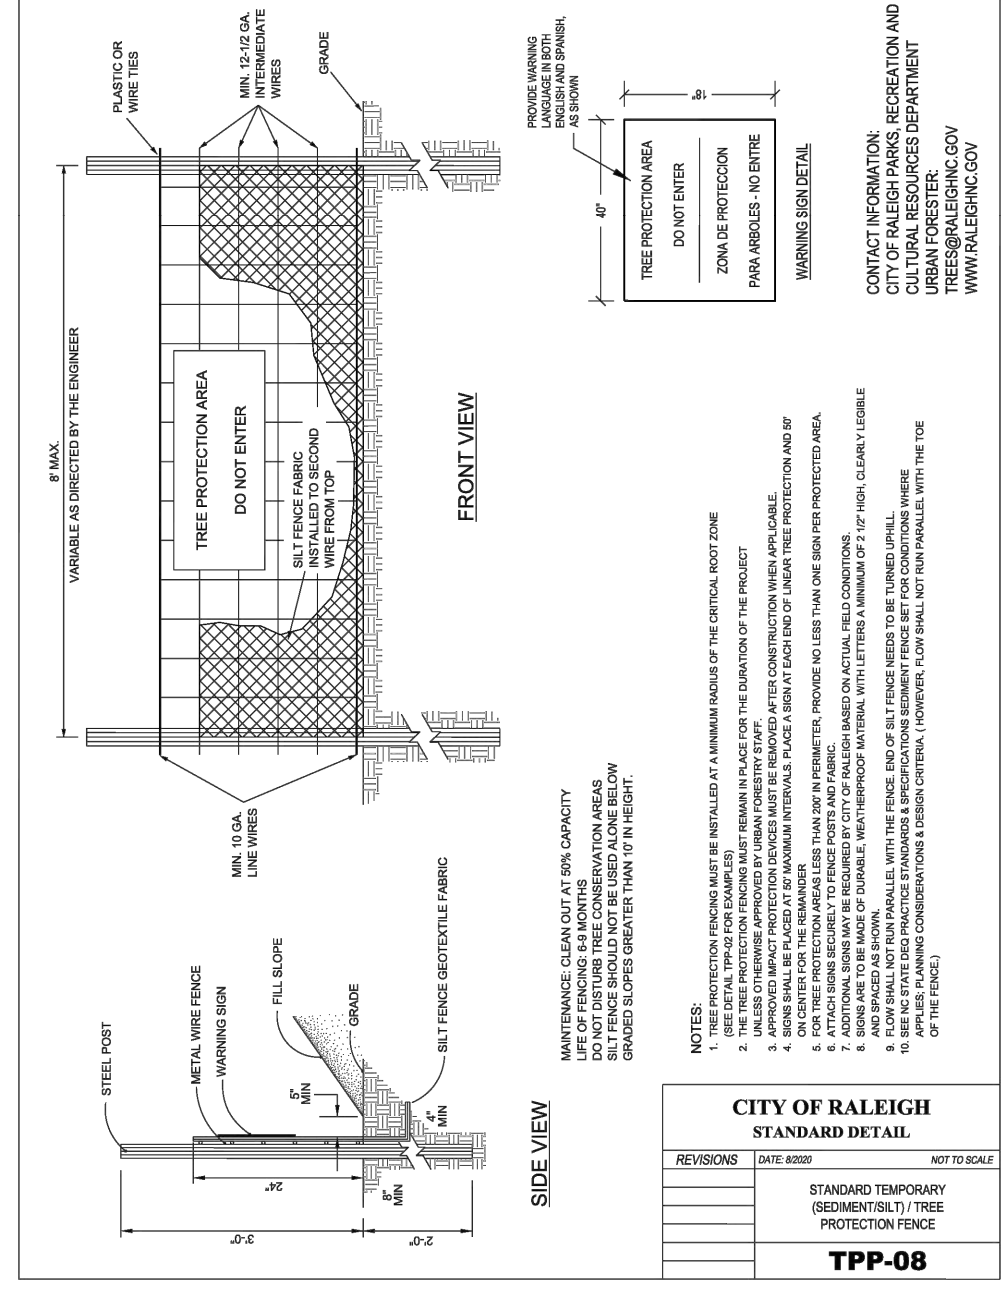 8' MAX.
VARIABLE AS DIRECTED BY THE ENGINEER
PLASTIC OR
WIRE TIES
MIN. 12-1/2 GA.
INTERMEDIATE
WIRES
GRADE
TREE PROTECTION AREA
DO NOT ENTER
SILT FENCE FABRIC
INSTALLED TO SECOND
WIRE FROM TOP
MIN. 10 GA.
LINE WIRES
FRONT VIEW
STEEL POST
METAL WIRE FENCE
WARNING SIGN
FILL SLOPE
GRADE
SILT FENCE GEOTEXTILE FABRIC
5"
MIN
4"
MIN
8"
MIN
24"
3'-0"
2'-0"
SIDE VIEW
PROVIDE WARNING
LANGUAGE IN BOTH
ENGLISH AND SPANISH,
AS SHOWN
40"
18"
TREE PROTECTION AREA
DO NOT ENTER
ZONA DE PROTECCION
PARA ARBOLES - NO ENTRE
WARNING SIGN DETAIL
CONTACT INFORMATION:
CITY OF RALEIGH PARKS, RECREATION AND
CULTURAL RESOURCES DEPARTMENT
URBAN FORESTER:
TREES@RALEIGHNC.GOV
WWW.RALEIGHNC.GOV
MAINTENANCE: CLEAN OUT AT 50% CAPACITY
LIFE OF FENCING: 6-9 MONTHS
DO NOT DISTURB TREE CONSERVATION AREAS
SILT FENCE SHOULD NOT BE USED ALONE BELOW
GRADED SLOPES GREATER THAN 10' IN HEIGHT.
NOTES:
1. TREE PROTECTION FENCING MUST BE INSTALLED AT A MINIMUM RADIUS OF THE CRITICAL ROOT ZONE
(SEE DETAIL TPP-02 FOR EXAMPLES)
2. THE TREE PROTECTION FENCING MUST REMAIN IN PLACE FOR THE DURATION OF THE PROJECT
UNLESS OTHERWISE APPROVED BY URBAN FORESTRY STAFF.
3. APPROVED IMPACT PROTECTION DEVICES MUST BE REMOVED AFTER CONSTRUCTION WHEN APPLICABLE.
4. SIGNS SHALL BE PLACED AT 50' MAXIMUM INTERVALS. PLACE A SIGN AT EACH END OF LINEAR TREE PROTECTION AND 50'
ON CENTER FOR THE REMAINDER
5. FOR TREE PROTECTION AREAS LESS THAN 200' IN PERIMETER, PROVIDE NO LESS THAN ONE SIGN PER PROTECTED AREA.
6. ATTACH SIGNS SECURELY TO FENCE POSTS AND FABRIC.
7. ADDITIONAL SIGNS MAY BE REQUIRED BY CITY OF RALEIGH BASED ON ACTUAL FIELD CONDITIONS.
8. SIGNS ARE TO BE MADE OF DURABLE, WEATHERPROOF MATERIAL WITH LETTERS A MINIMUM OF 2 1/2" HIGH, CLEARLY LEGIBLE
AND SPACED AS SHOWN.
9. FLOW SHALL NOT RUN PARALLEL WITH THE FENCE. END OF SILT FENCE NEEDS TO BE TURNED UPHILL.
10. SEE NC STATE DEQ PRACTICE STANDARDS & SPECIFICATIONS SEDIMENT FENCE SET FOR CONDITIONS WHERE
APPLIES; PLANNING CONSIDERATIONS & DESIGN CRITERIA. ( HOWEVER, FLOW SHALL NOT RUN PARALLEL WITH THE TOE
OF THE FENCE.)
CITY OF RALEIGH
STANDARD DETAIL
REVISIONS
DATE: 8/2020
NOT TO SCALE
STANDARD TEMPORARY
(SEDIMENT/SILT) / TREE
PROTECTION FENCE
TPP-08